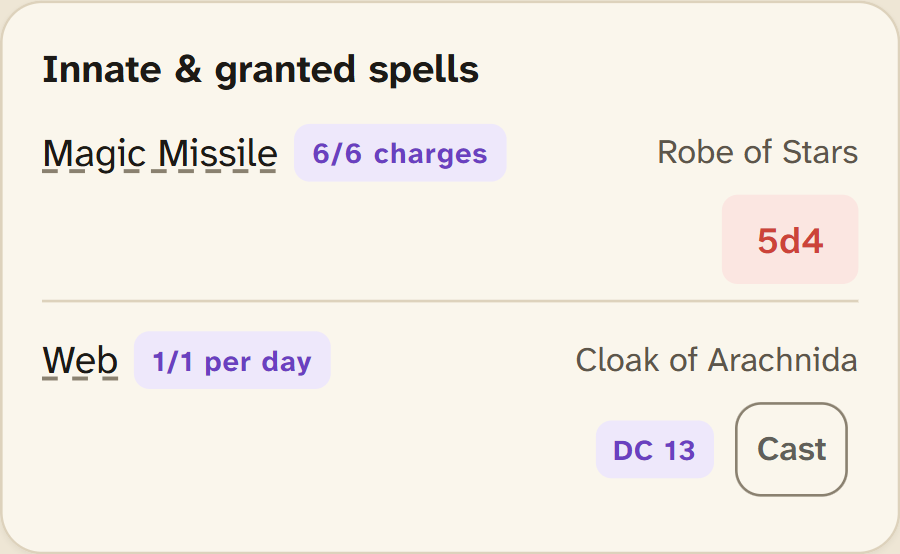 Innate & granted spells
Magic Missile 6/6 charges Robe of Stars
5d4
Web 1/1 per day Cloak of Arachnida
DC 13 Cast